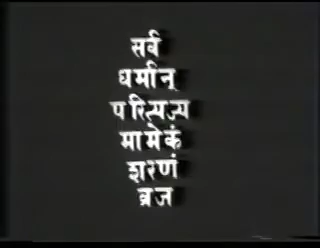 सर्व
धर्मान्
परित्यज्य
मामेकं
शरणं
व्रज